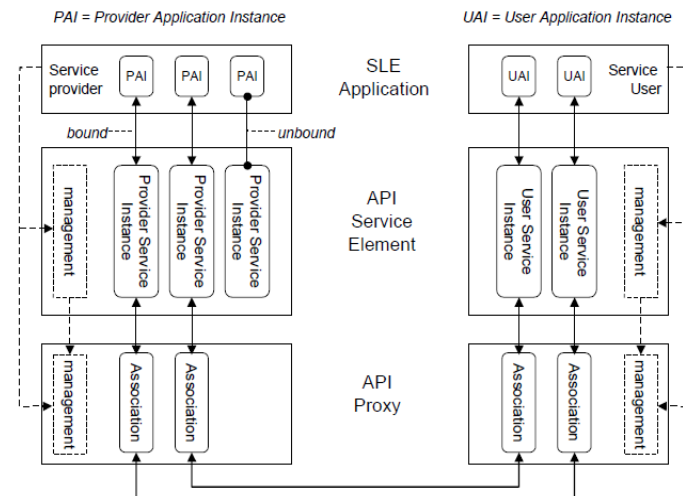 PAI = Provider Application Instance
UAI = User Application Instance
Service
provider
PAI
PAI
PAI
SLE
Application
UAI
UAI
Service
User
bound
unbound
management
Provider Service
Instance
Provider Service
Instance
Provider Service
Instance
API
Service
Element
User Service
Instance
User Service
Instance
management
management
Association
Association
API
Proxy
Association
Association
management